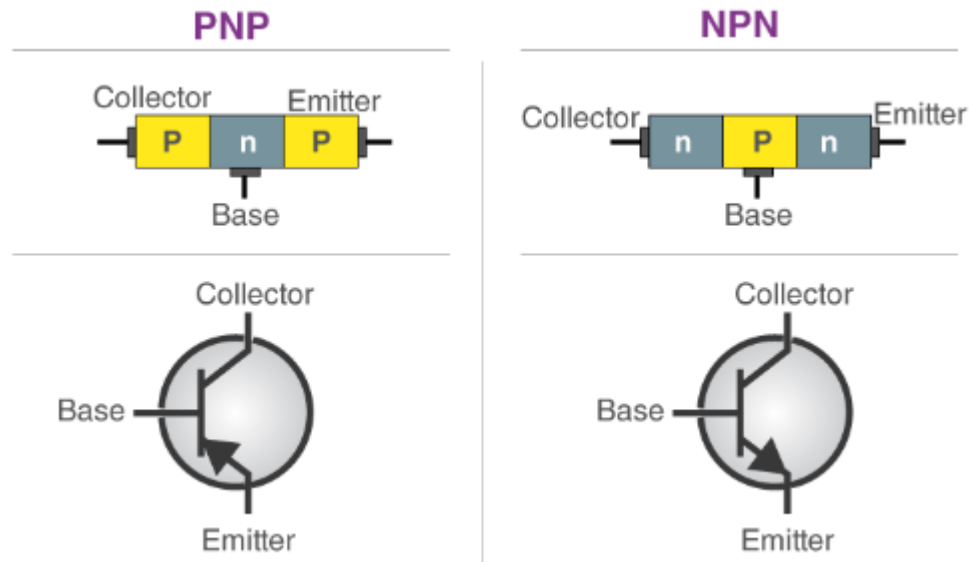 PNP
Collector
Emitter
P
n
P
Base
Collector
Base
Emitter
NPN
Collector
Emitter
n
P
n
Base
Collector
Base
Emitter